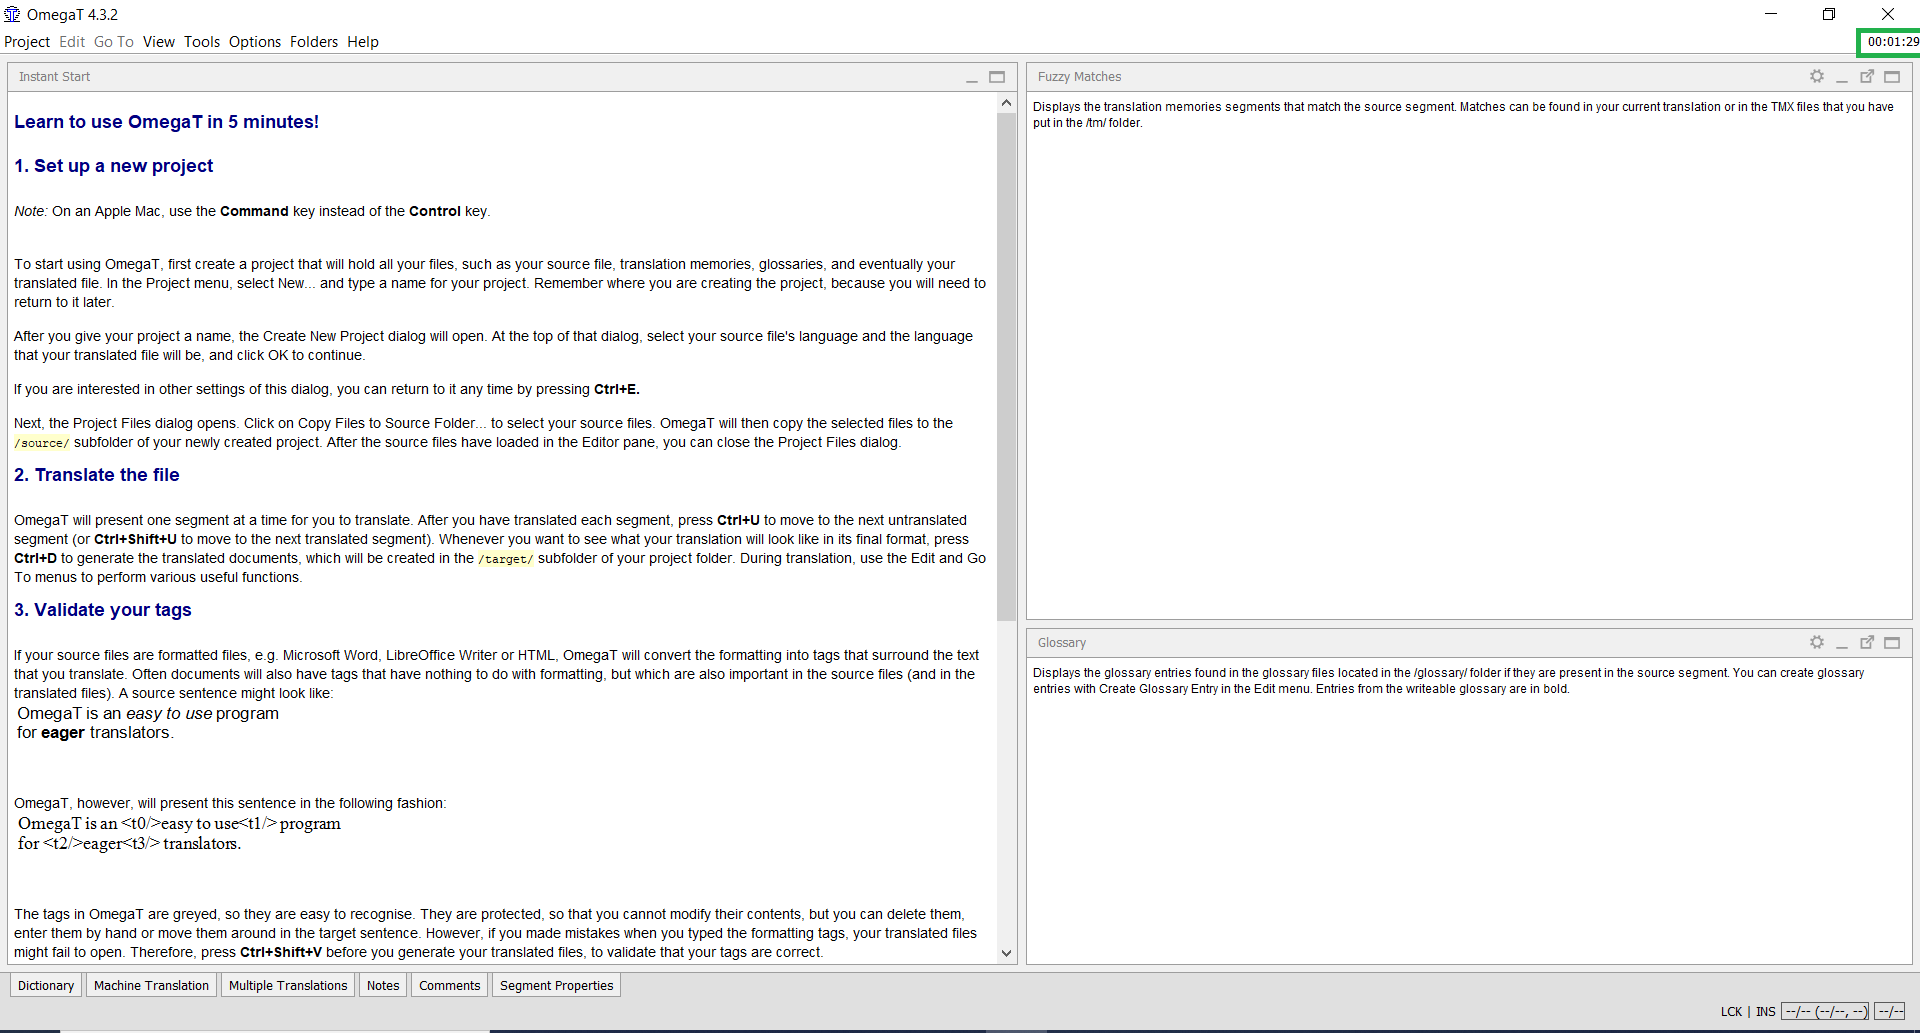 OmegaT 4.3.2
Project Edit Go To View Tools Options Folders Help
00:01:29
Instant Start
Learn to use OmegaT in 5 minutes!
1. Set up a new project
Note: On an Apple Mac, use the Command key instead of the Control key.
To start using OmegaT, first create a project that will hold all your files, such as your source file, translation memories, glossaries, and eventually your
translated file. In the Project menu, select New... and type a name for your project. Remember where you are creating the project, because you will need to
return to it later.
After you give your project a name, the Create New Project dialog will open. At the top of that dialog, select your source file's language and the language
that your translated file will be, and click OK to continue.
If you are interested in other settings of this dialog, you can return to it any time by pressing Ctrl+E.
Next, the Project Files dialog opens. Click on Copy Files to Source Folder... to select your source files. OmegaT will then copy the selected files to the
/source/ subfolder of your newly created project. After the source files have loaded in the Editor pane, you can close the Project Files dialog.
2. Translate the file
OmegaT will present one segment at a time for you to translate. After you have translated each segment, press Ctrl+U to move to the next untranslated
segment (or Ctrl+Shift+U to move to the next translated segment). Whenever you want to see what your translation will look like in its final format, press
Ctrl+D to generate the translated documents, which will be created in the /target/ subfolder of your project folder. During translation, use the Edit and Go
To menus to perform various useful functions.
3. Validate your tags
If your source files are formatted files, e.g. Microsoft Word, LibreOffice Writer or HTML, OmegaT will convert the formatting into tags that surround the text
that you translate. Often documents will also have tags that have nothing to do with formatting, but which are also important in the source files (and in the
translated files). A source sentence might look like:
OmegaT is an easy to use program
for eager translators.
OmegaT, however, will present this sentence in the following fashion:
OmegaT is an <t0/>easy to use<t1/> program
for <t2/>eager<t3/> translators.
The tags in OmegaT are greyed, so they are easy to recognise. They are protected, so that you cannot modify their contents, but you can delete them,
enter them by hand or move them around in the target sentence. However, if you made mistakes when you typed the formatting tags, your translated files
might fail to open. Therefore, press Ctrl+Shift+V before you generate your translated files, to validate that your tags are correct.
Fuzzy Matches
Displays the translation memories segments that match the source segment. Matches can be found in your current translation or in the TMX files that you have
put in the /tm/ folder.
Glossary
Displays the glossary entries found in the glossary files located in the /glossary/ folder if they are present in the source segment. You can create glossary
entries with Create Glossary Entry in the Edit menu. Entries from the writeable glossary are in bold.
Dictionary Machine Translation Multiple Translations Notes Comments Segment Properties
LCK | INS --/-- (--/--, --) --/--